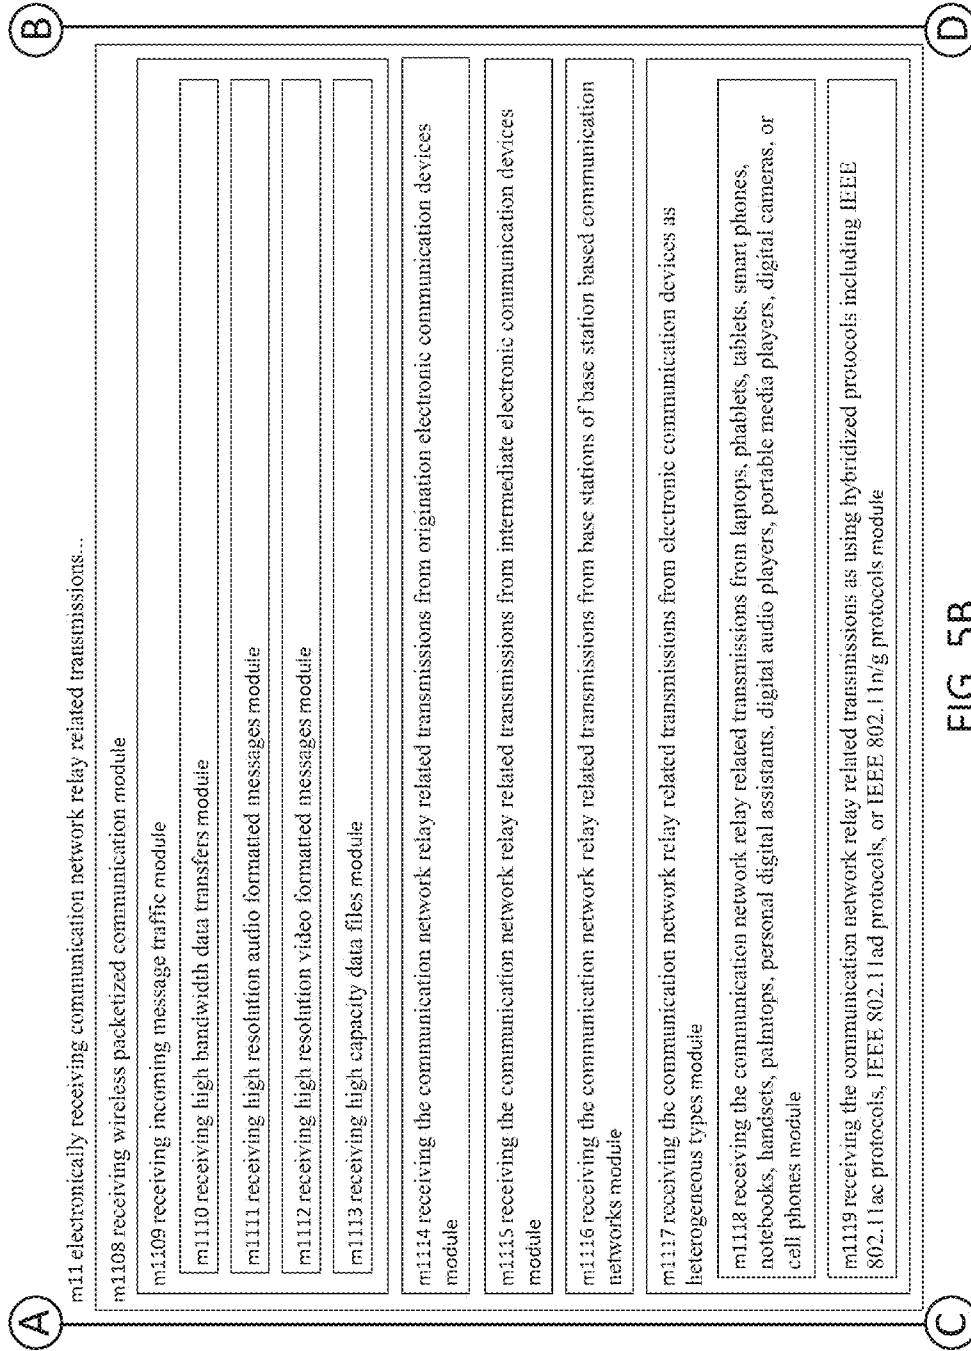 B
D
m11 electronically receiving communication network relay related transmissions...
m1108 receiving wireless packetized communication module
m1109 receiving incoming message traffic module
m1110 receiving high bandwidth data transfers module
m1111 receiving high resolution audio formatted messages module
m1112 receiving high resolution video formatted messages module
m1113 receiving high capacity data files module
m1114 receiving the communication network relay related transmissions from origination electronic communication devices
module
m1115 receiving the communication network relay related transmissions from intermediate electronic communication devices
module
m1116 receiving the communication network relay related transmissions from base stations of base station based communication
networks module
m1117 receiving the communication network relay related transmissions from electronic communication devices as
heterogeneous types module
m1118 receiving the communication network relay related transmissions from laptops, phablets, tablets, smart phones,
notebooks, handsets, palmtops, personal digital assistants, digital audio players, portable media players, digital cameras, or
cell phones module
m1119 receiving the communication network relay related transmissions as using hybridized protocols including IEEE
802.11ac protocols, IEEE 802.11ad protocols, or IEEE 802.11n/g protocols module
A
C
FIG. 5B